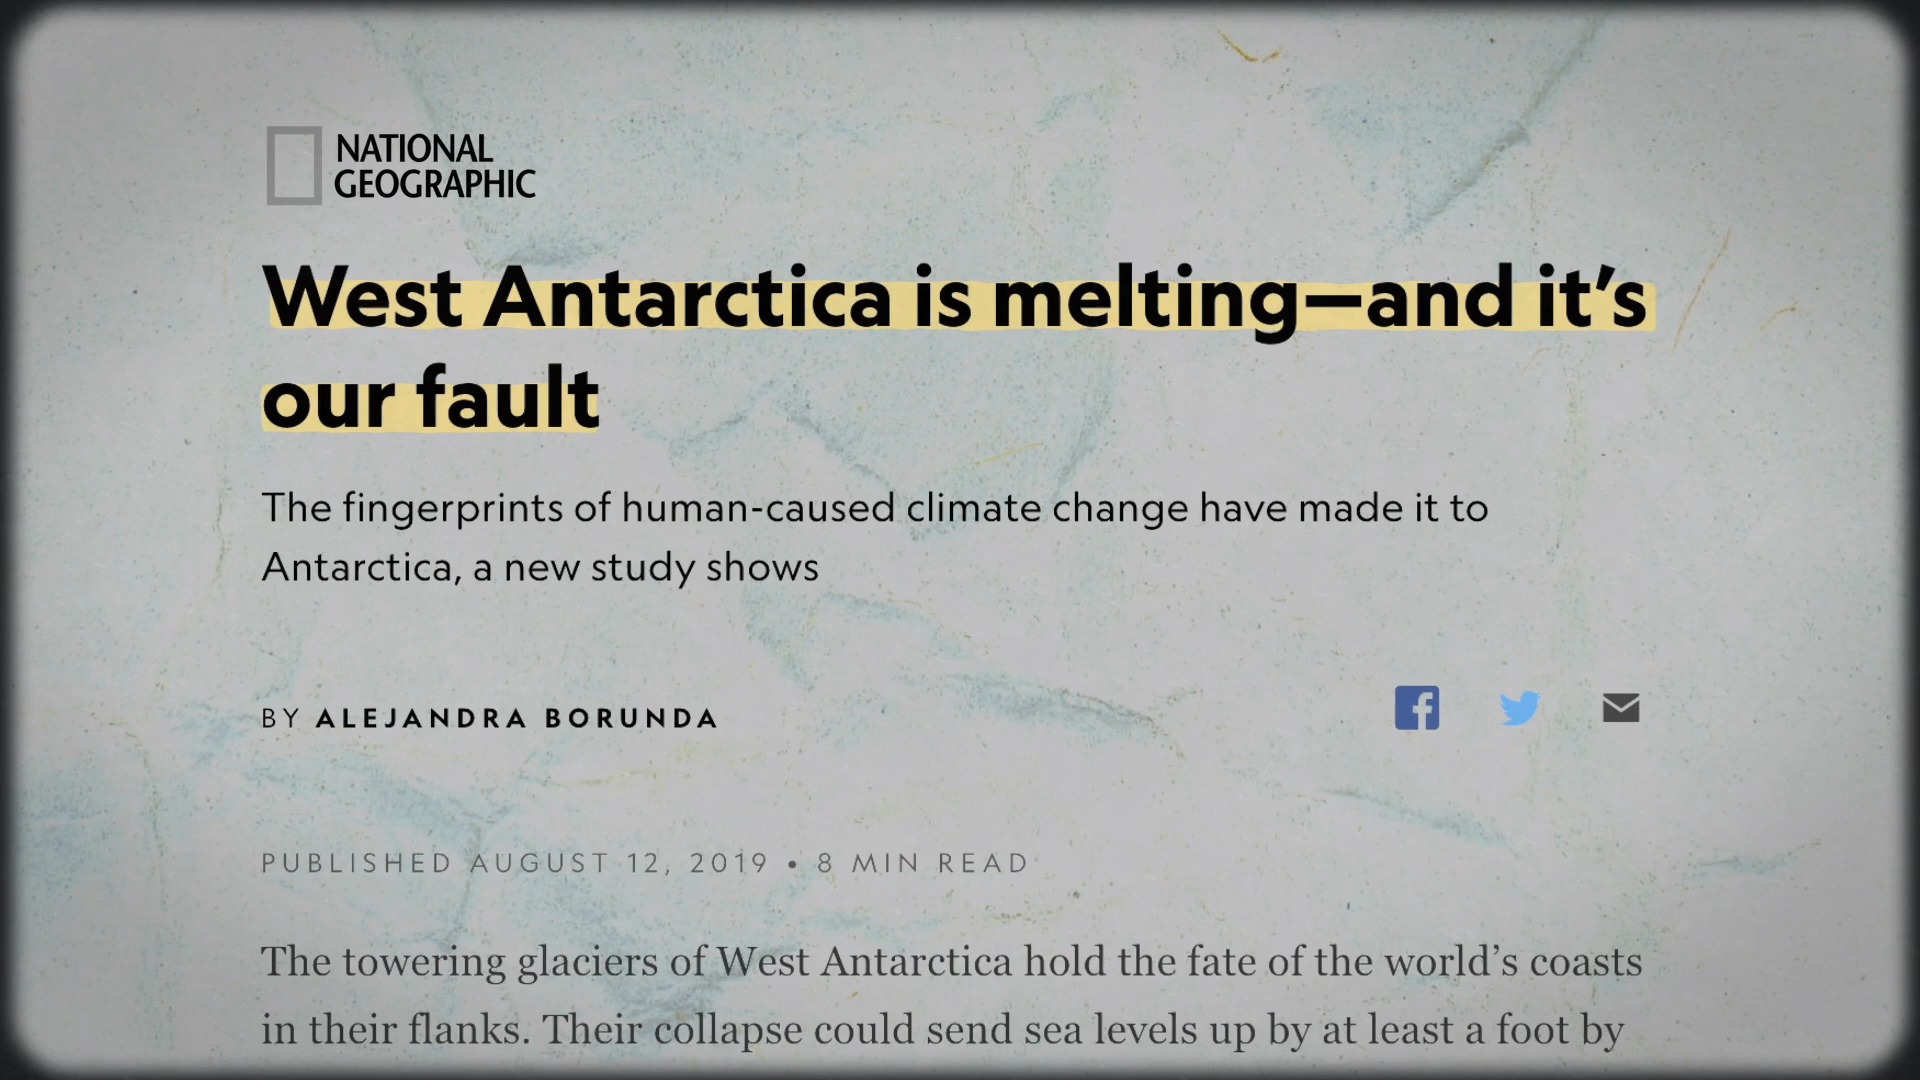 NATIONAL
GEOGRAPHIC
West Antarctica is melting—and it’s
our fault
The fingerprints of human-caused climate change have made it to
Antarctica, a new study shows
BY ALEJANDRA BORUNDA
PUBLISHED AUGUST 12, 2019 • 8 MIN READ
The towering glaciers of West Antarctica hold the fate of the world’s coasts
in their flanks. Their collapse could send sea levels up by at least a foot by